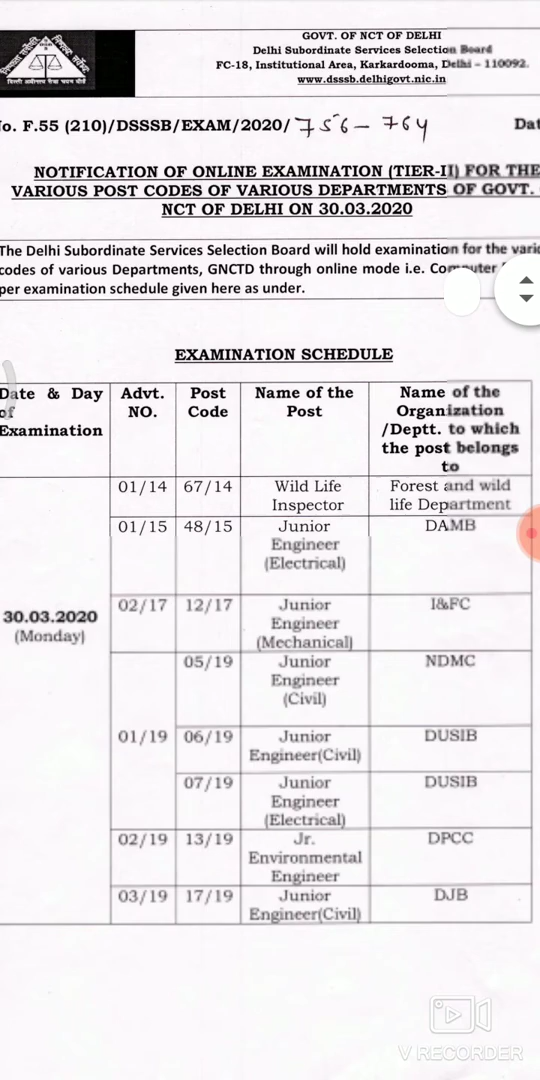 GOVT. OF NCT OF DELHI
Delhi Subordinate Services Selection Board
FC-18, Institutional Area, Karkardooma, Delhi – 110092.
www.dsssb.delhigovt.nic.in
No. F.55 (210)/DSSSB/EXAM/2020/ 756 - 764 Dat
NOTIFICATION OF ONLINE EXAMINATION (TIER-II) FOR THE
VARIOUS POST CODES OF VARIOUS DEPARTMENTS OF GOVT.
NCT OF DELHI ON 30.03.2020
The Delhi Subordinate Services Selection Board will hold examination for the vario
codes of various Departments, GNCTD through online mode i.e. Computer
per examination schedule given here as under.
EXAMINATION SCHEDULE
Date & Day of Examination Advt. NO. Post Code Name of the Post Name of the Organization /Deptt. to which the post belongs to
30.03.2020 (Monday)
01/14 67/14 Wild Life Inspector Forest and wild life Department
01/15 48/15 Junior Engineer (Electrical) DAMB
02/17 12/17 Junior Engineer (Mechanical) I&FC
01/19 05/19 Junior Engineer (Civil) NDMC
06/19 Junior Engineer(Civil) DUSIB
07/19 Junior Engineer (Electrical) DUSIB
02/19 13/19 Jr. Environmental Engineer DPCC
03/19 17/19 Junior Engineer(Civil) DJB
V RECORDER